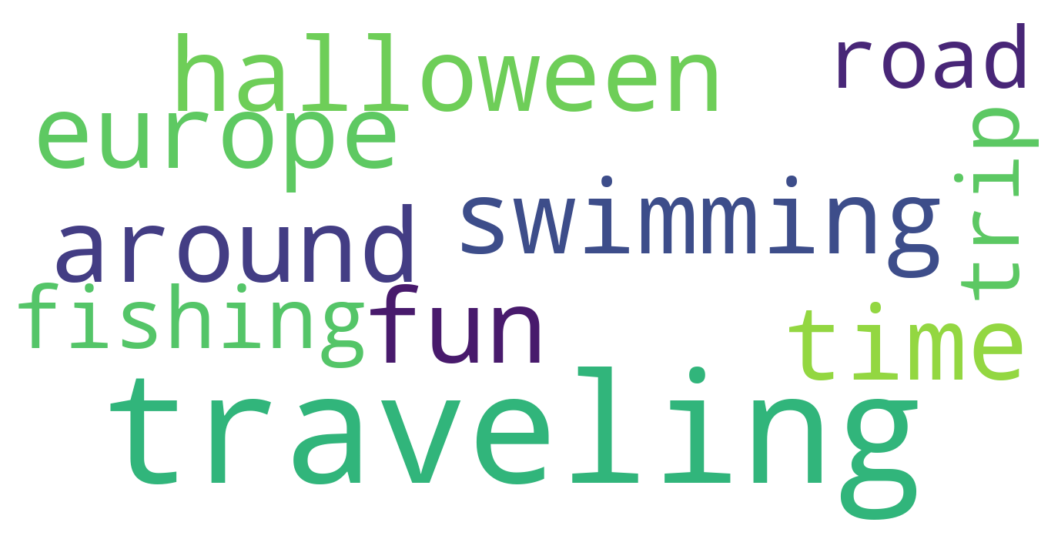 halloween
road
europe
trip
swimming
around
fishing
fun
time
traveling